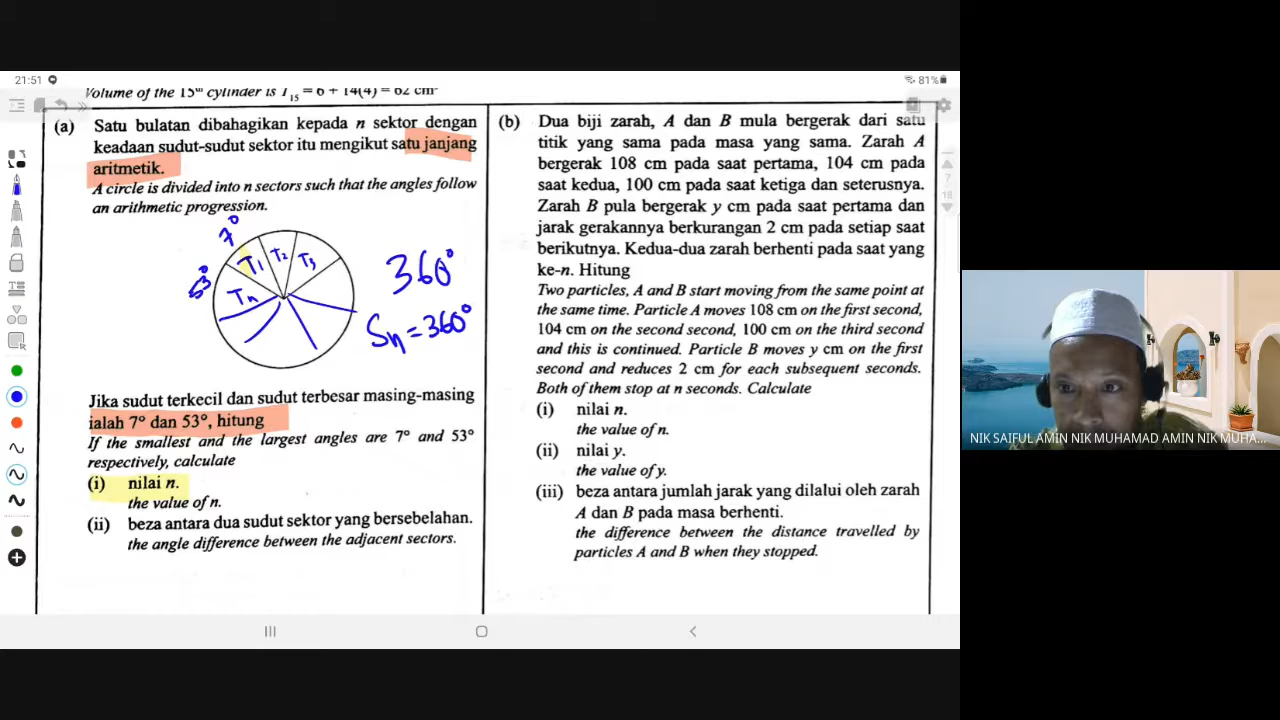 21:51
81%
Volume of the 15th cylinder is T15 = 6 + 14(4) = 62 cm³
(a) Satu bulatan dibahagikan kepada n sektor dengan
keadaan sudut-sudut sektor itu mengikut satu janjang
aritmetik.
A circle is divided into n sectors such that the angles follow
an arithmetic progression.
7°
53°
T1
T2
T3
Tn
360°
Sn = 360°
Jika sudut terkecil dan sudut terbesar masing-masing
ialah 7° dan 53°, hitung
If the smallest and the largest angles are 7° and 53°
respectively, calculate
(i) nilai n.
the value of n.
(ii) beza antara dua sudut sektor yang bersebelahan.
the angle difference between the adjacent sectors.
(b) Dua biji zarah, A dan B mula bergerak dari satu
titik yang sama pada masa yang sama. Zarah A
bergerak 108 cm pada saat pertama, 104 cm pada
saat kedua, 100 cm pada saat ketiga dan seterusnya.
Zarah B pula bergerak y cm pada saat pertama dan
jarak gerakannya berkurangan 2 cm pada setiap saat
berikutnya. Kedua-dua zarah berhenti pada saat yang
ke-n. Hitung
Two particles, A and B start moving from the same point at
the same time. Particle A moves 108 cm on the first second,
104 cm on the second second, 100 cm on the third second
and this is continued. Particle B moves y cm on the first
second and reduces 2 cm for each subsequent seconds.
Both of them stop at n seconds. Calculate
(i) nilai n.
the value of n.
(ii) nilai y.
the value of y.
(iii) beza antara jumlah jarak yang dilalui oleh zarah
A dan B pada masa berhenti.
the difference between the distance travelled by
particles A and B when they stopped.
7
18
NIK SAIFUL AMIN NIK MUHAMAD AMIN NIK MUHA...